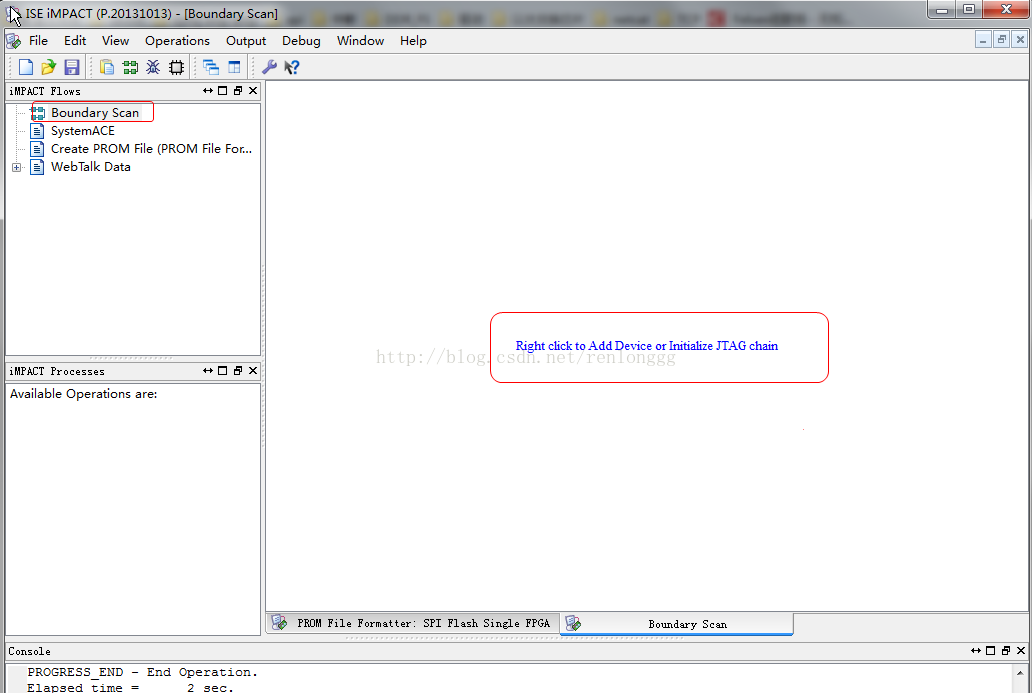 ISE iMPACT (P.20131013) - [Boundary Scan]
File Edit View Operations Output Debug Window Help
iMPACT Flows
Boundary Scan
SystemACE
Create PROM File (PROM File For...
WebTalk Data
Right click to Add Device or Initialize JTAG chain
http://blog.csdn.net/renlonggg
iMPACT Processes
Available Operations are:
PROM File Formatter: SPI Flash Single FPGA
Boundary Scan
Console
PROGRESS_END - End Operation.
Elapsed time = 2 sec.